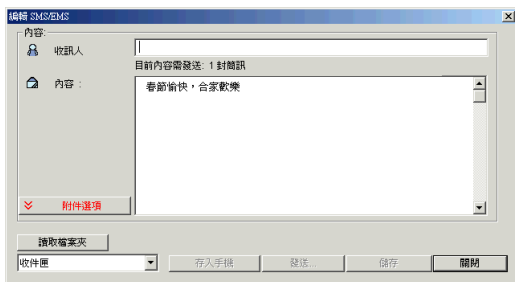 編輯 SMS/EMS
內容:
收訊人
目前內容需發送: 1 封簡訊
內容 :
春節愉快，合家歡樂
附件選項
讀取檔案夾
收件匣
存入手機
發送...
儲存
關閉